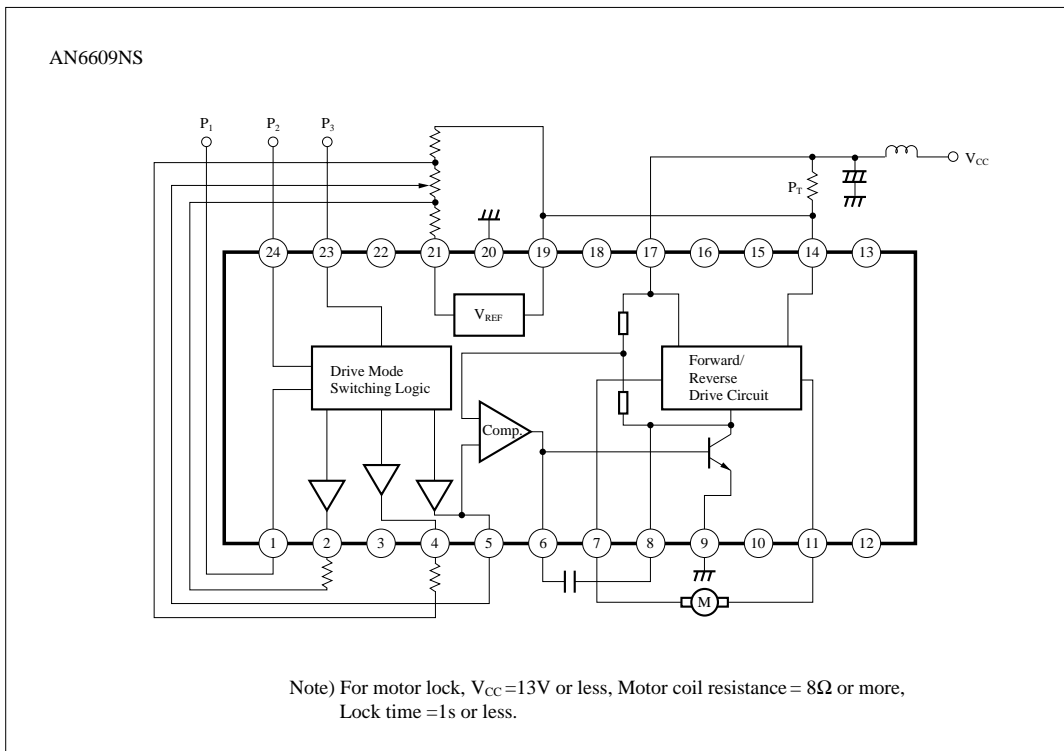 AN6609NS
P1 P2 P3
VCC
PT
24 23 22 21 20 19 18 17 16 15 14 13
VREF
Drive Mode
Switching Logic
Forward/
Reverse
Drive Circuit
Comp.
1 2 3 4 5 6 7 8 9 10 11 12
M
Note) For motor lock, VCC =13V or less, Motor coil resistance = 8Ω or more,
Lock time =1s or less.